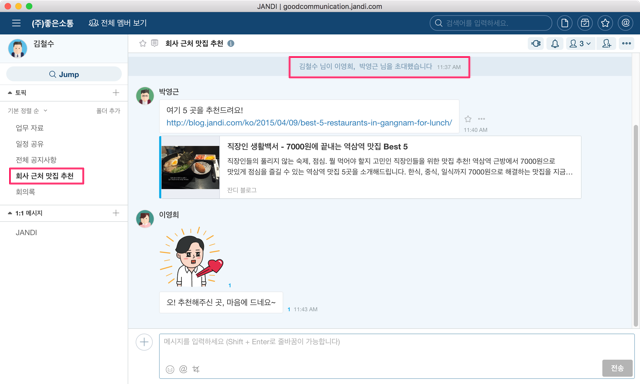 JANDI | goodcommunication.jandi.com
(주)좋은소통
전체 멤버 보기
검색어를 입력하세요.
김철수
Jump
토픽
기본 정렬 순
폴더 추가
업무 자료
일정 공유
전체 공지사항
회사 근처 맛집 추천
회의록
1:1 메시지
JANDI
회사 근처 맛집 추천
3
김철수 님이 이영희, 박영근 님을 초대했습니다 11:37 AM
박영근
여기 5 곳을 추천드려요!
http://blog.jandi.com/ko/2015/04/09/best-5-restaurants-in-gangnam-for-lunch/
11:40 AM
직장인 생활백서 - 7000원에 끝내는 역삼역 맛집 Best 5
직장인들의 풀리지 않는 숙제, 점심. 뭘 먹어야 할지 고민인 직장인들을 위한 맛집 추천! 역삼역 근방에서 7000원으로
맛있게 점심을 즐길 수 있는 역삼역 맛집 5곳을 소개해드립니다. 한식, 중식, 일식까지 7000원으로 해결하는 맛집을 지금...
잔디 블로그
이영희
1
오! 추천해주신 곳, 마음에 드네요~
1 11:43 AM
메시지를 입력하세요 (Shift + Enter로 줄바꿈이 가능합니다)
전송